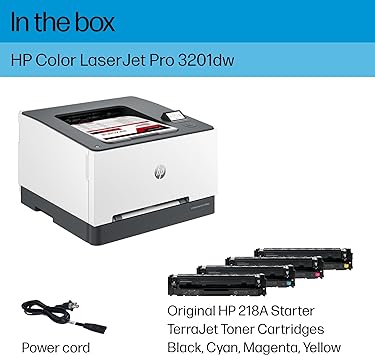 In the box
HP Color LaserJet Pro 3201dw
hp
Power cord
Original HP 218A Starter
TerraJet Toner Cartridges
Black, Cyan, Magenta, Yellow